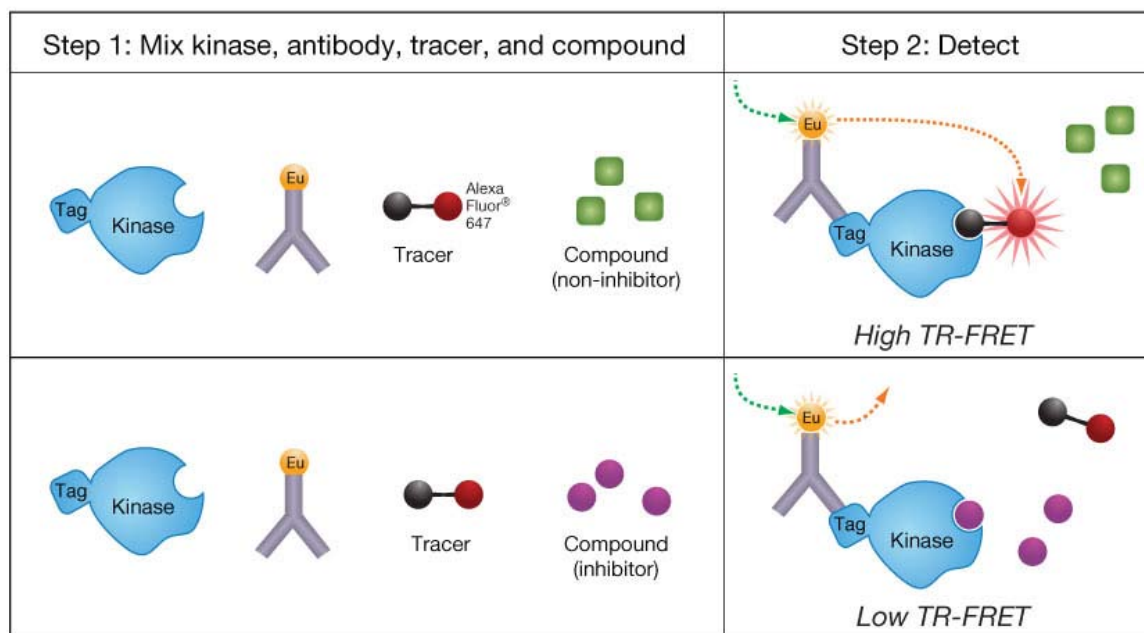 Step 1: Mix kinase, antibody, tracer, and compound
Step 2: Detect
Tag
Kinase
Eu
Alexa
Fluor®
647
Tracer
Compound
(non-inhibitor)
Eu
Tag
Kinase
High TR-FRET
Tag
Kinase
Eu
Tracer
Compound
(inhibitor)
Eu
Tag
Kinase
Low TR-FRET